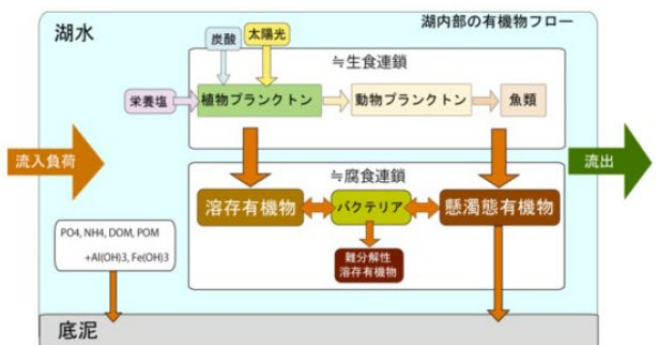 湖内部の有機物フロー
湖水
炭酸
太陽光
≒生食連鎖
栄養塩
植物プランクトン
動物プランクトン
魚類
流入負荷
流出
≒腐食連鎖
溶存有機物
バクテリア
懸濁態有機物
PO4, NH4, DOM, POM
+Al(OH)3, Fe(OH)3
難分解性
溶存有機物
底泥